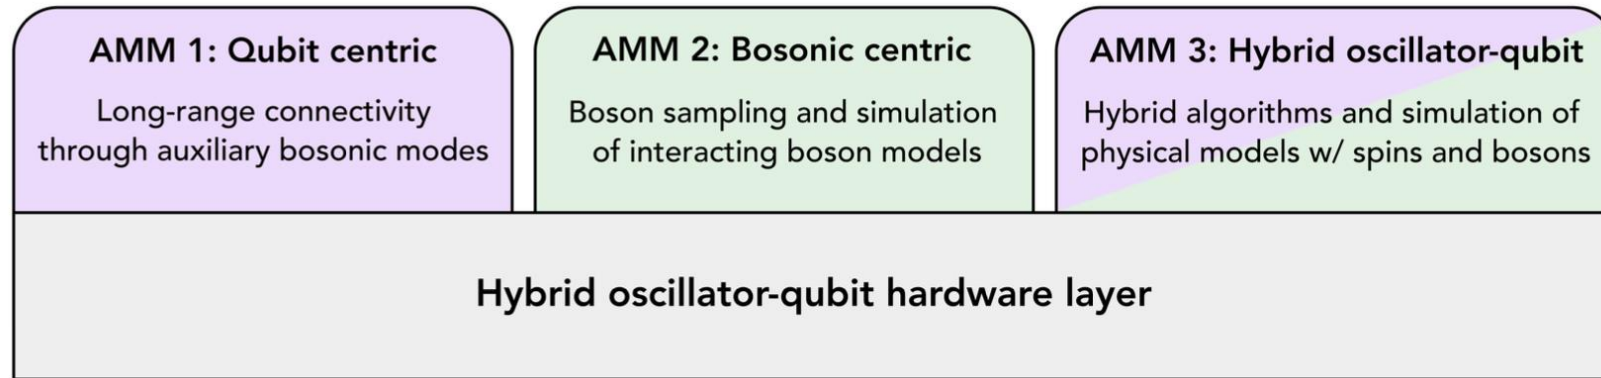 AMM 1: Qubit centric
Long-range connectivity
through auxiliary bosonic modes
AMM 2: Bosonic centric
Boson sampling and simulation
of interacting boson models
AMM 3: Hybrid oscillator-qubit
Hybrid algorithms and simulation of
physical models w/ spins and bosons
Hybrid oscillator-qubit hardware layer